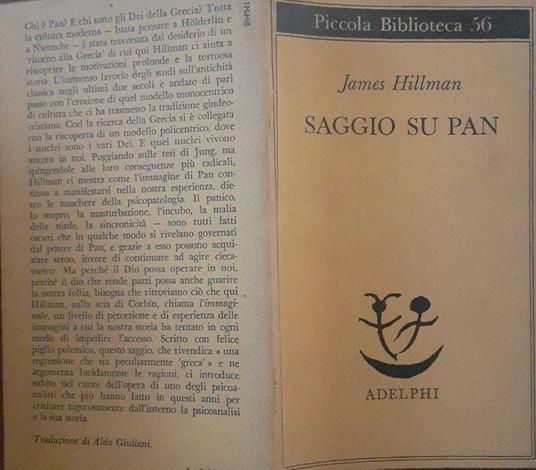 Chi è Pan? E chi sono gli Dei della Grecia? Tutta
la cultura moderna – basta pensare a Hölderlin e
a Nietzsche – è stata traversata dal desiderio di un
'ritorno alla Grecia' di cui qui Hillman ci aiuta a
riscoprire le motivazioni profonde e la tortuosa
storia. L'immenso lavorio degli studi sull'antichità
classica negli ultimi due secoli è andato di pari
passo con l'erosione di quel modello monocentrico
di cultura che ci ha trasmesso la tradizione giudeo-
cristiana. Così la ricerca della Grecia si è collegata
con la riscoperta di un modello policentrico, dove
i nuclei sono i vari Dei. E quei nuclei vivono
ancora in noi. Poggiando sulle tesi di Jung, ma
spingendole alle loro conseguenze più radicali,
Hillman ci mostra come l'immagine di Pan con-
tinua a manifestarsi nella nostra esperienza, die-
tro le maschere della psicopatologia. Il panico,
lo stupro, la masturbazione, l'incubo, la malia
delle ninfe, la sincronicità – sono tutti fatti
oscuri che in qualche modo si rivelano governati
dal potere di Pan, e grazie a esso possono acqui-
stare senso, invece di continuare ad agire cieca-
mente. Ma perché il Dio possa operare in noi,
perché il dio che rende pazzi possa anche guarire
la nostra follia, bisogna che ritroviamo ciò che qui
Hillman, sulla scia di Corbin, chiama l'immagi-
nale, un livello di percezione e di esperienza delle
immagini a cui la nostra storia ha tentato in ogni
modo di impedire l'accesso. Scritto con felice
piglio polemico, questo saggio, che rivendica « una
regressione che sia peculiarmente 'greca' » e ne
argomenta lucidamente le ragioni, ci introduce
subito nel cuore dell'opera di uno degli psicoa-
nalisti che più hanno fatto in questi anni per
criticare rigorosamente dall'interno la psicoanalisi
e la sua storia.
Traduzione di Aldo Giuliani.
Piccola Biblioteca 56
James Hillman
SAGGIO SU PAN
ADELPHI